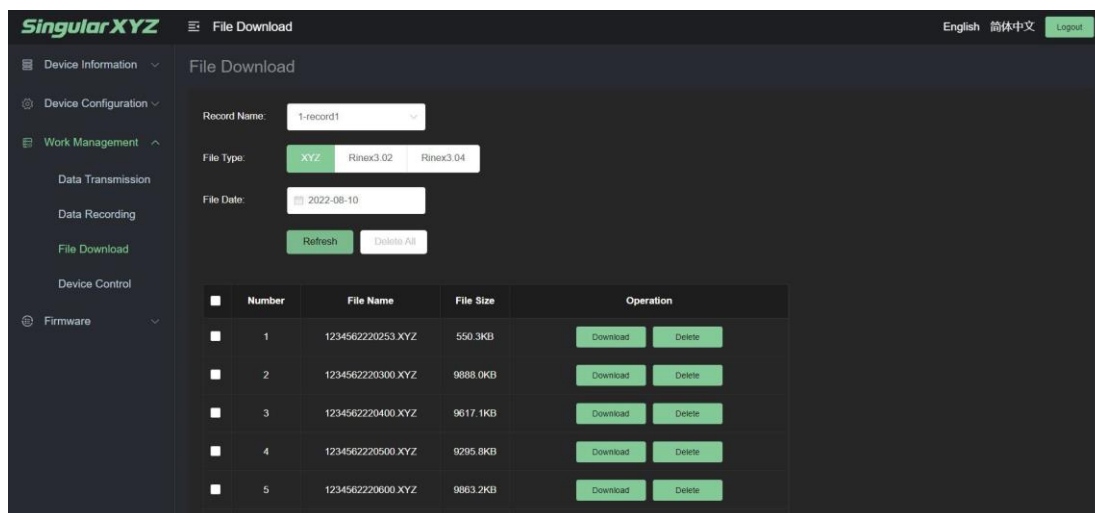 SingularXYZ
File Download
English 简体中文 Logout
Device Information
Device Configuration
Work Management
Data Transmission
Data Recording
File Download
Device Control
Firmware
File Download
Record Name: 1-record1
File Type: XYZ Rinex3.02 Rinex3.04
File Date: 2022-08-10
Refresh Delete All
Number File Name File Size Operation
1 1234562220253.XYZ 550.3KB Download Delete
2 1234562220300.XYZ 9888.0KB Download Delete
3 1234562220400.XYZ 9617.1KB Download Delete
4 1234562220500.XYZ 9295.8KB Download Delete
5 1234562220600.XYZ 9863.2KB Download Delete